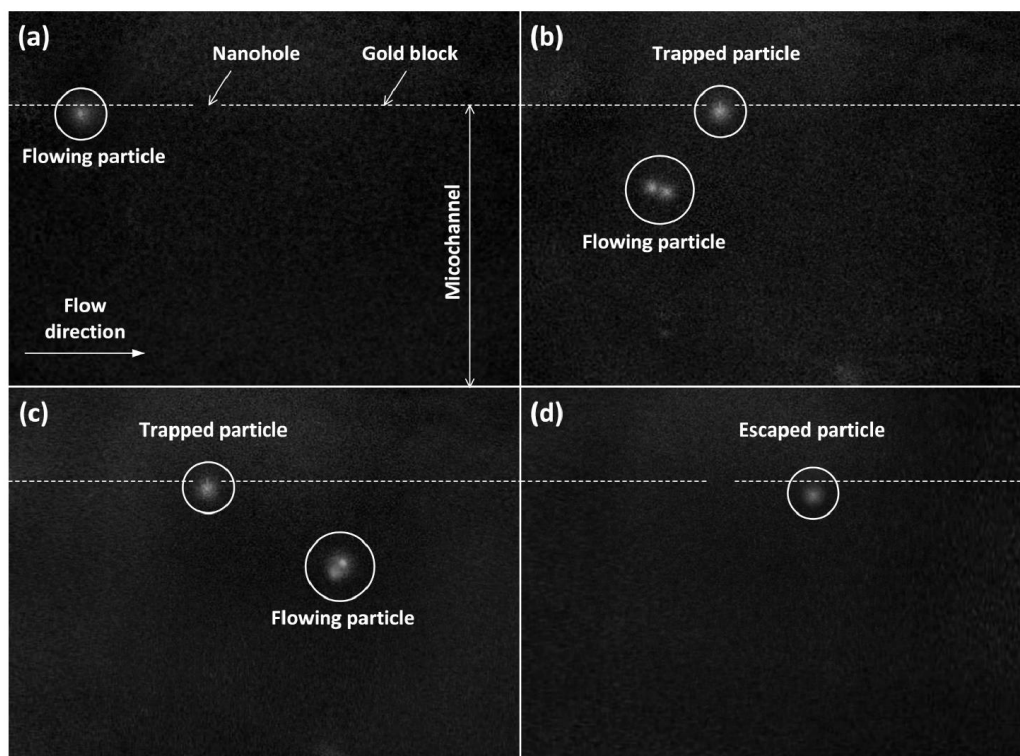 (a)
Nanohole
Gold block
Flowing particle
Micochannel
Flow
direction
(b)
Trapped particle
Flowing particle
(c)
Trapped particle
Flowing particle
(d)
Escaped particle